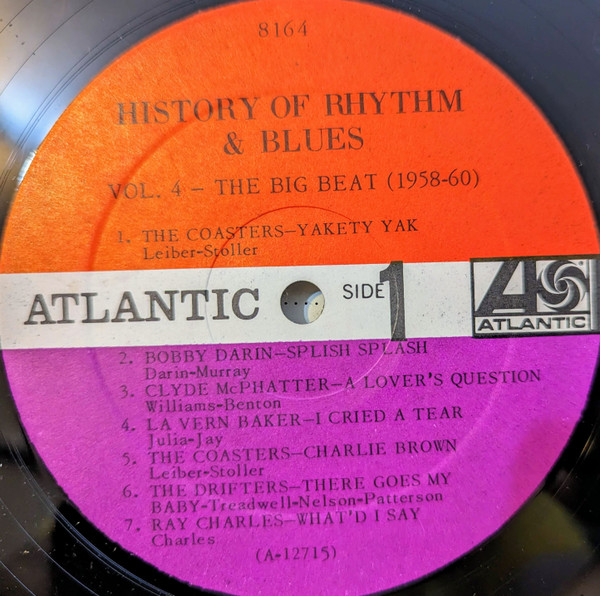 8164
HISTORY OF RHYTHM
& BLUES
VOL. 4 – THE BIG BEAT (1958-60)
1. THE COASTERS—YAKETY YAK
Leiber-Stoller
ATLANTIC
SIDE 1
A
ATLANTIC
2. BOBBY DARIN—SPLISH SPLASH
Darin-Murray
3. CLYDE McPHATTER—A LOVER'S QUESTION
Williams-Benton
4. LA VERN BAKER—I CRIED A TEAR
Julia-Jay
5. THE COASTERS—CHARLIE BROWN
Leiber-Stoller
6. THE DRIFTERS—THERE GOES MY
BABY-Treadwell-Nelson-Patterson
7. RAY CHARLES—WHAT'D I SAY
Charles
(A-12715)